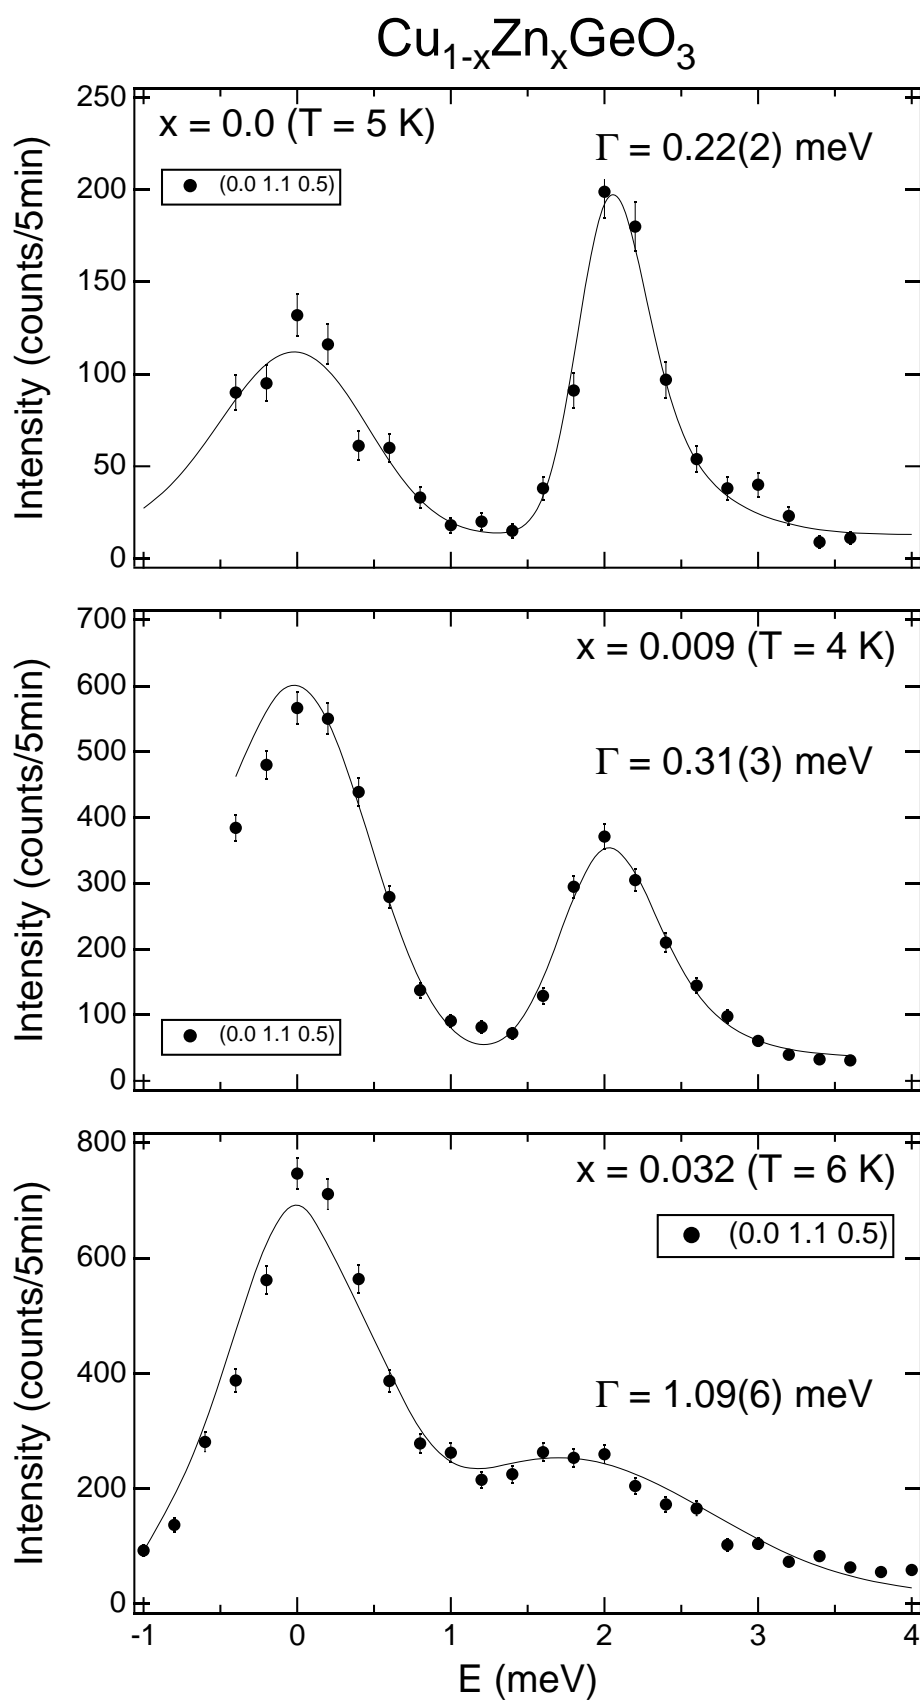 Cu₁₋ₓZnₓGeO₃
250
200
150
100
50
0
Intensity (counts/5min)
x = 0.0 (T = 5 K)
Γ = 0.22(2) meV
(0.0 1.1 0.5)
700
600
500
400
300
200
100
0
Intensity (counts/5min)
x = 0.009 (T = 4 K)
Γ = 0.31(3) meV
(0.0 1.1 0.5)
800
600
400
200
0
Intensity (counts/5min)
x = 0.032 (T = 6 K)
(0.0 1.1 0.5)
Γ = 1.09(6) meV
-1 0 1 2 3 4
E (meV)